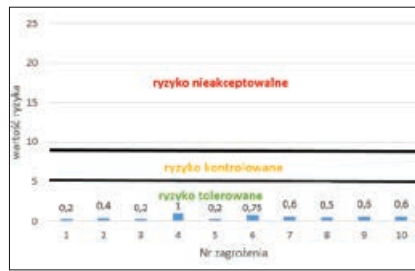 25
20
ryzyko nieakceptowalne
15
wartość ryzyka
10
ryzyko kontrolowane
5
ryzyko tolerowane
0,2 0,4 0,2 1 0,2 0,75 0,6 0,5 0,6 0,6
0
1 2 3 4 5 6 7 8 9 10
Nr zagrożenia